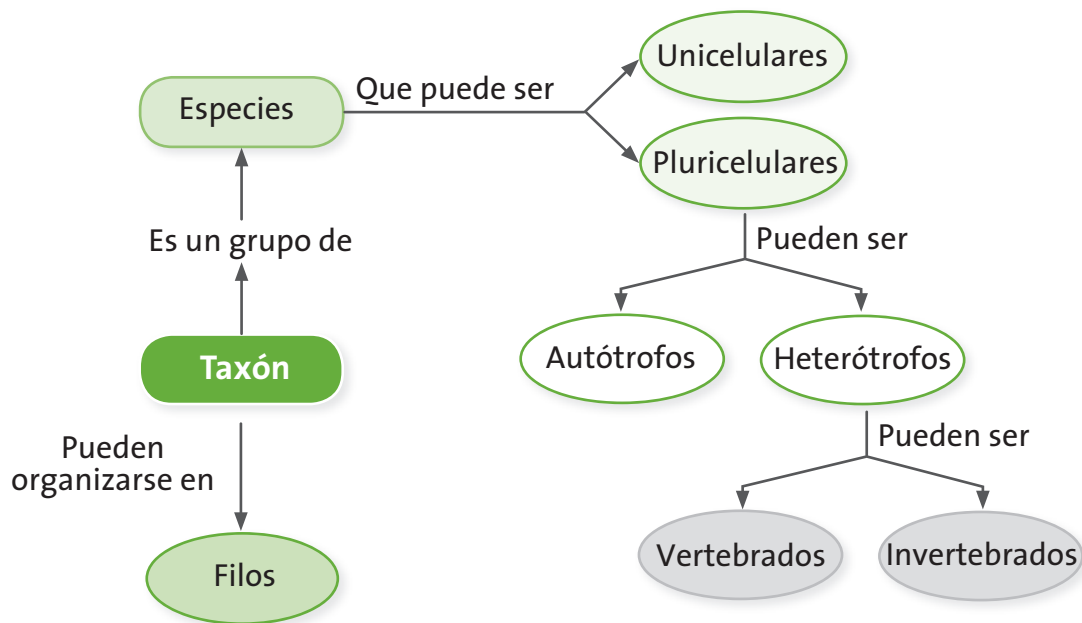 Unicelulares
Que puede ser
Especies
Pluricelulares
Es un grupo de
Pueden ser
Taxón
Autótrofos
Heterótrofos
Pueden
organizarse en
Pueden ser
Vertebrados
Invertebrados
Filos